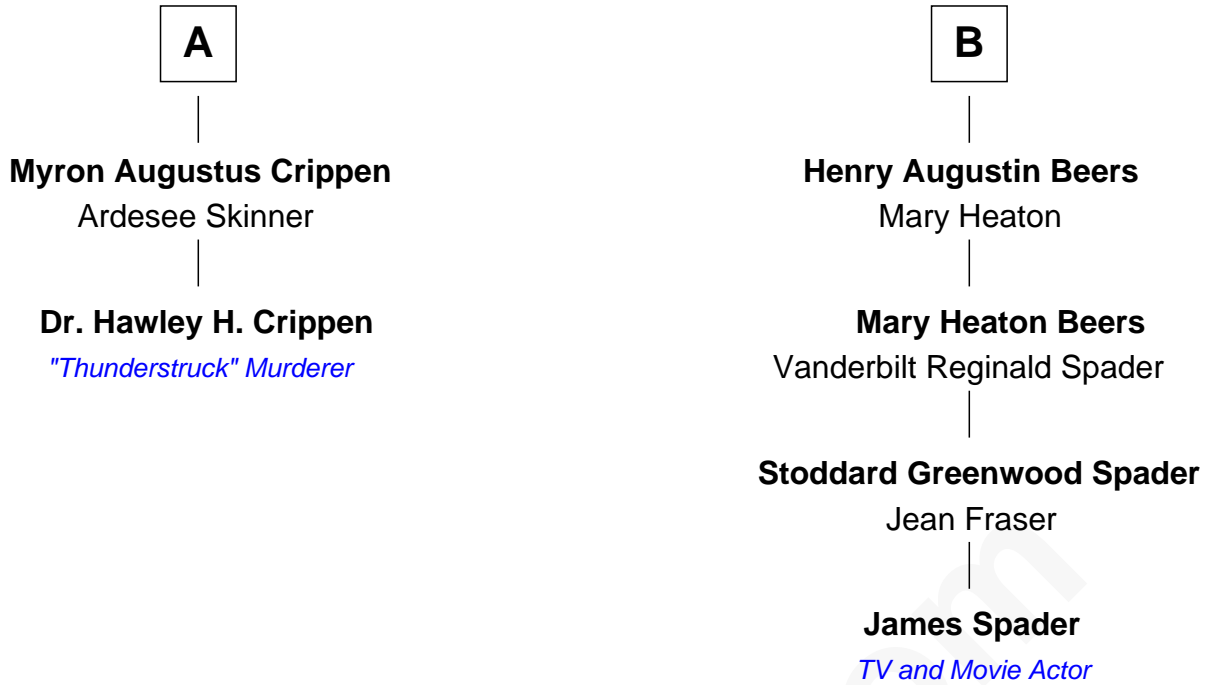 A
Myron Augustus Crippen
Ardesee Skinner
Dr. Hawley H. Crippen
"Thunderstruck" Murderer
B
Henry Augustin Beers
Mary Heaton
Mary Heaton Beers
Vanderbilt Reginald Spader
Stoddard Greenwood Spader
Jean Fraser
James Spader
TV and Movie Actor